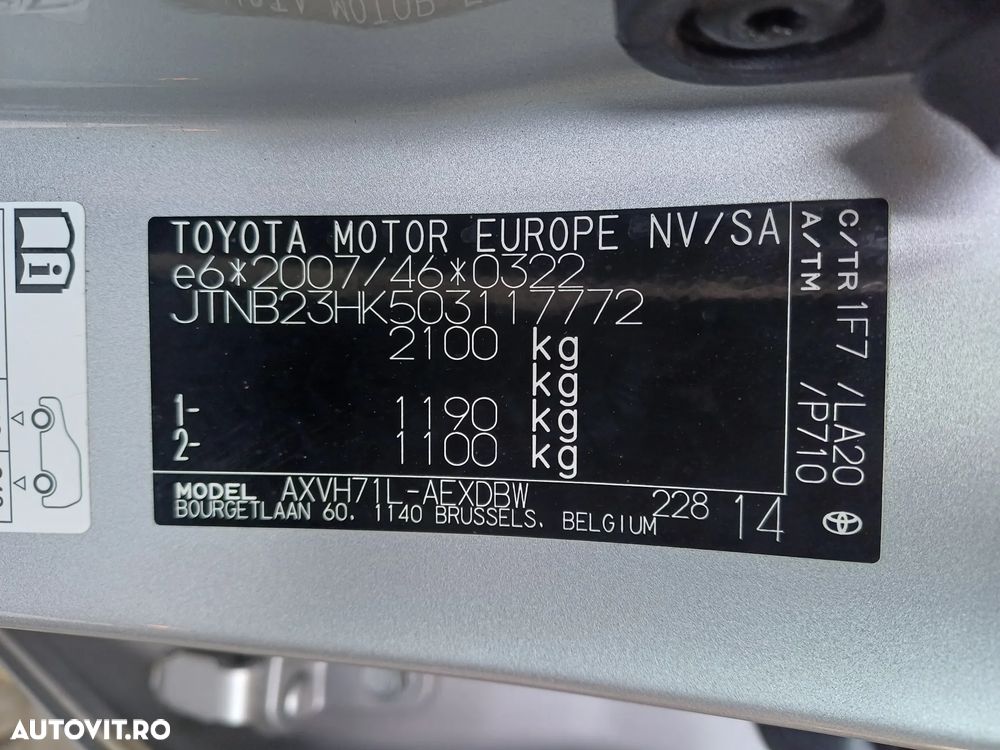 TOYOTA MOTOR EUROPE NV/SA
e6*2007/46*0322
JTNB23HK503117772
2100 kg
kg
1- 1190 kg
2- 1100 kg
MODEL AXVH71L-AEXDBW 228 14
BOURGETLAAN 60, 1140 BRUSSELS, BELGIUM
C/TR 1F7 /LA20
A/TM /P710
i
AUTOVIT.RO